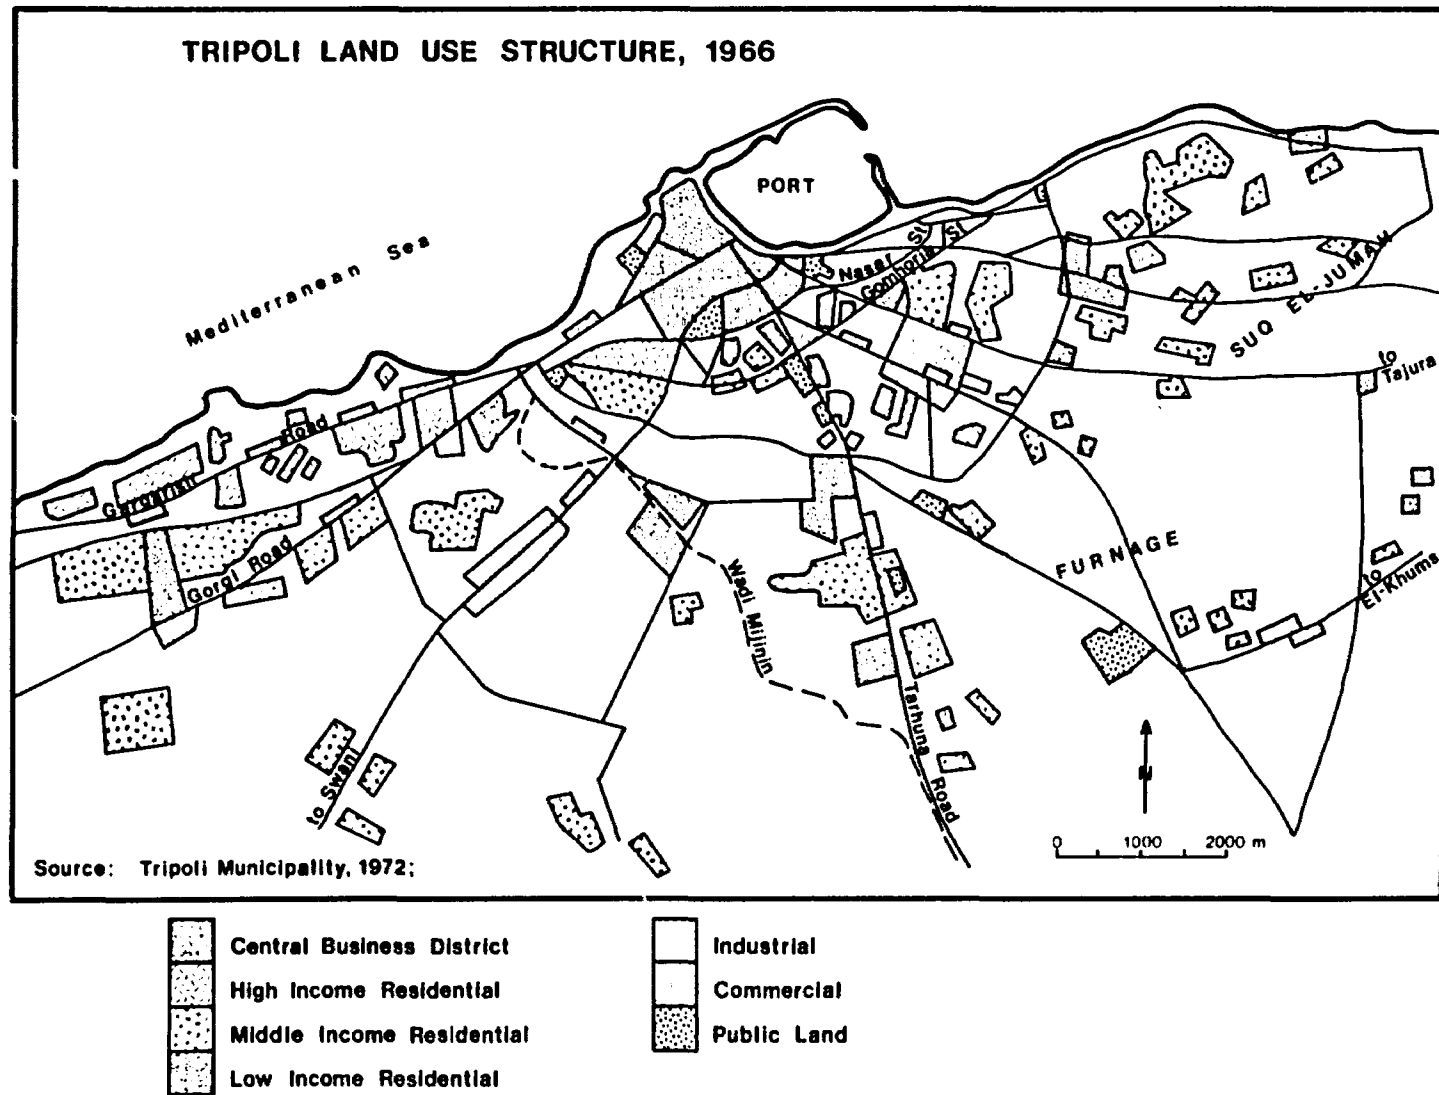 TRIPOLI LAND USE STRUCTURE, 1966
PORT
Mediterranean Sea
Nasar St
Gomhoria St
SUQ EL-JUMAH
to Tajura
Gargarish Road
Gorgi Road
FURNAGE
to El-Khums
Wadi Mijinin
Tarhuna Road
to Swani
N
0 1000 2000 m
Source: Tripoli Municipality, 1972;
Central Business District
High Income Residential
Middle Income Residential
Low Income Residential
Industrial
Commercial
Public Land